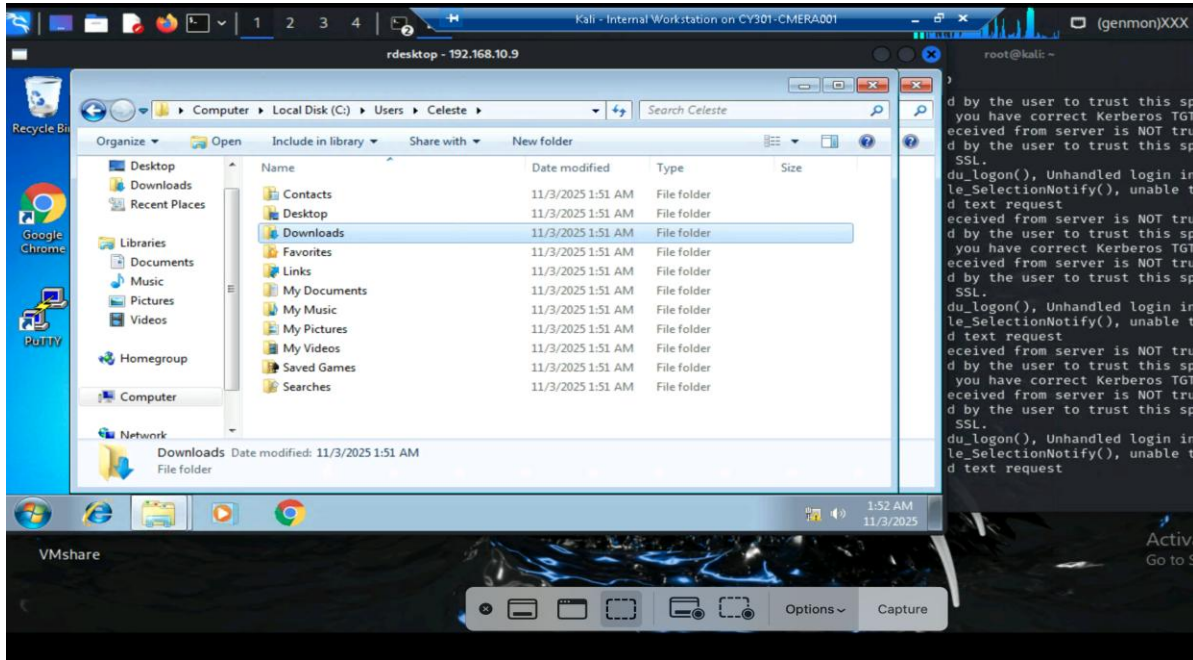 1 2 3 4
2
Kali - Internal Workstation on CY301-CMERA001
(genmon)XXX
rdesktop - 192.168.10.9
root@kali: ~
Recycle Bin
Google Chrome
PuTTY
Computer Local Disk (C:) Users Celeste
Search Celeste
Organize Open Include in library Share with New folder
Desktop
Downloads
Recent Places
Libraries
Documents
Music
Pictures
Videos
Homegroup
Computer
Network
Name Date modified Type Size
Contacts 11/3/2025 1:51 AM File folder
Desktop 11/3/2025 1:51 AM File folder
Downloads 11/3/2025 1:51 AM File folder
Favorites 11/3/2025 1:51 AM File folder
Links 11/3/2025 1:51 AM File folder
My Documents 11/3/2025 1:51 AM File folder
My Music 11/3/2025 1:51 AM File folder
My Pictures 11/3/2025 1:51 AM File folder
My Videos 11/3/2025 1:51 AM File folder
Saved Games 11/3/2025 1:51 AM File folder
Searches 11/3/2025 1:51 AM File folder
Downloads Date modified: 11/3/2025 1:51 AM
File folder
1:52 AM
11/3/2025
d by the user to trust this sp
you have correct Kerberos TGT
eceived from server is NOT tru
d by the user to trust this sp
SSL.
du_logon(), Unhandled login in
le_SelectionNotify(), unable t
d text request
eceived from server is NOT tru
d by the user to trust this sp
you have correct Kerberos TGT
eceived from server is NOT tru
d by the user to trust this sp
SSL.
du_logon(), Unhandled login in
le_SelectionNotify(), unable t
d text request
eceived from server is NOT tru
d by the user to trust this sp
you have correct Kerberos TGT
eceived from server is NOT tru
d by the user to trust this sp
SSL.
du_logon(), Unhandled login in
le_SelectionNotify(), unable t
d text request
VMshare
Activ
Go to S
Options Capture